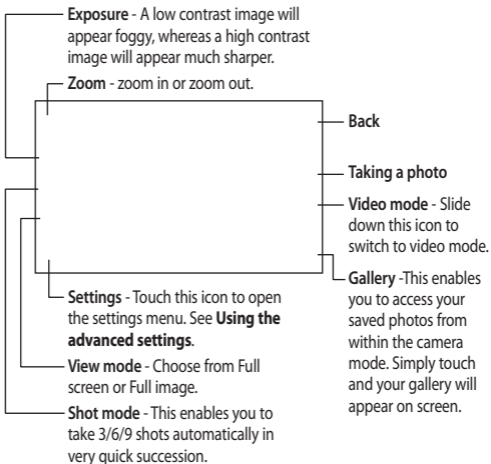 Exposure - A low contrast image will
appear foggy, whereas a high contrast
image will appear much sharper.
Zoom - zoom in or zoom out.
Back
Taking a photo
Video mode - Slide
down this icon to
switch to video mode.
Gallery -This enables
you to access your
saved photos from
within the camera
mode. Simply touch
and your gallery will
appear on screen.
Settings - Touch this icon to open
the settings menu. See Using the
advanced settings.
View mode - Choose from Full
screen or Full image.
Shot mode - This enables you to
take 3/6/9 shots automatically in
very quick succession.